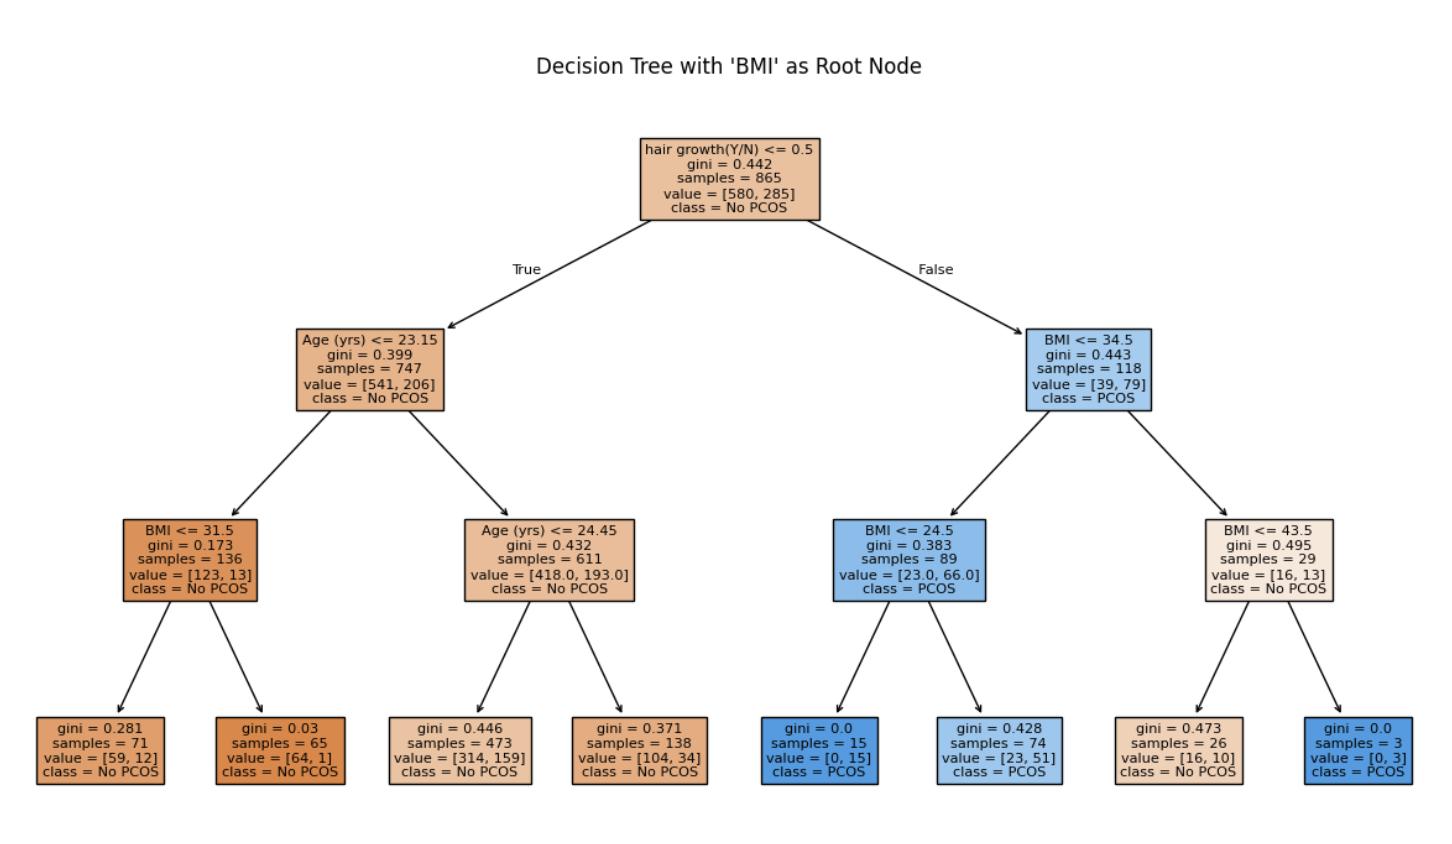 Decision Tree with 'BMI' as Root Node
hair growth(Y/N) <= 0.5
gini = 0.442
samples = 865
value = [580, 285]
class = No PCOS
True
False
Age (yrs) <= 23.15
gini = 0.399
samples = 747
value = [541, 206]
class = No PCOS
BMI <= 34.5
gini = 0.443
samples = 118
value = [39, 79]
class = PCOS
BMI <= 31.5
gini = 0.173
samples = 136
value = [123, 13]
class = No PCOS
Age (yrs) <= 24.45
gini = 0.432
samples = 611
value = [418.0, 193.0]
class = No PCOS
BMI <= 24.5
gini = 0.383
samples = 89
value = [23.0, 66.0]
class = PCOS
BMI <= 43.5
gini = 0.495
samples = 29
value = [16, 13]
class = No PCOS
gini = 0.281
samples = 71
value = [59, 12]
class = No PCOS
gini = 0.03
samples = 65
value = [64, 1]
class = No PCOS
gini = 0.446
samples = 473
value = [314, 159]
class = No PCOS
gini = 0.371
samples = 138
value = [104, 34]
class = No PCOS
gini = 0.0
samples = 15
value = [0, 15]
class = PCOS
gini = 0.428
samples = 74
value = [23, 51]
class = PCOS
gini = 0.473
samples = 26
value = [16, 10]
class = No PCOS
gini = 0.0
samples = 3
value = [0, 3]
class = PCOS